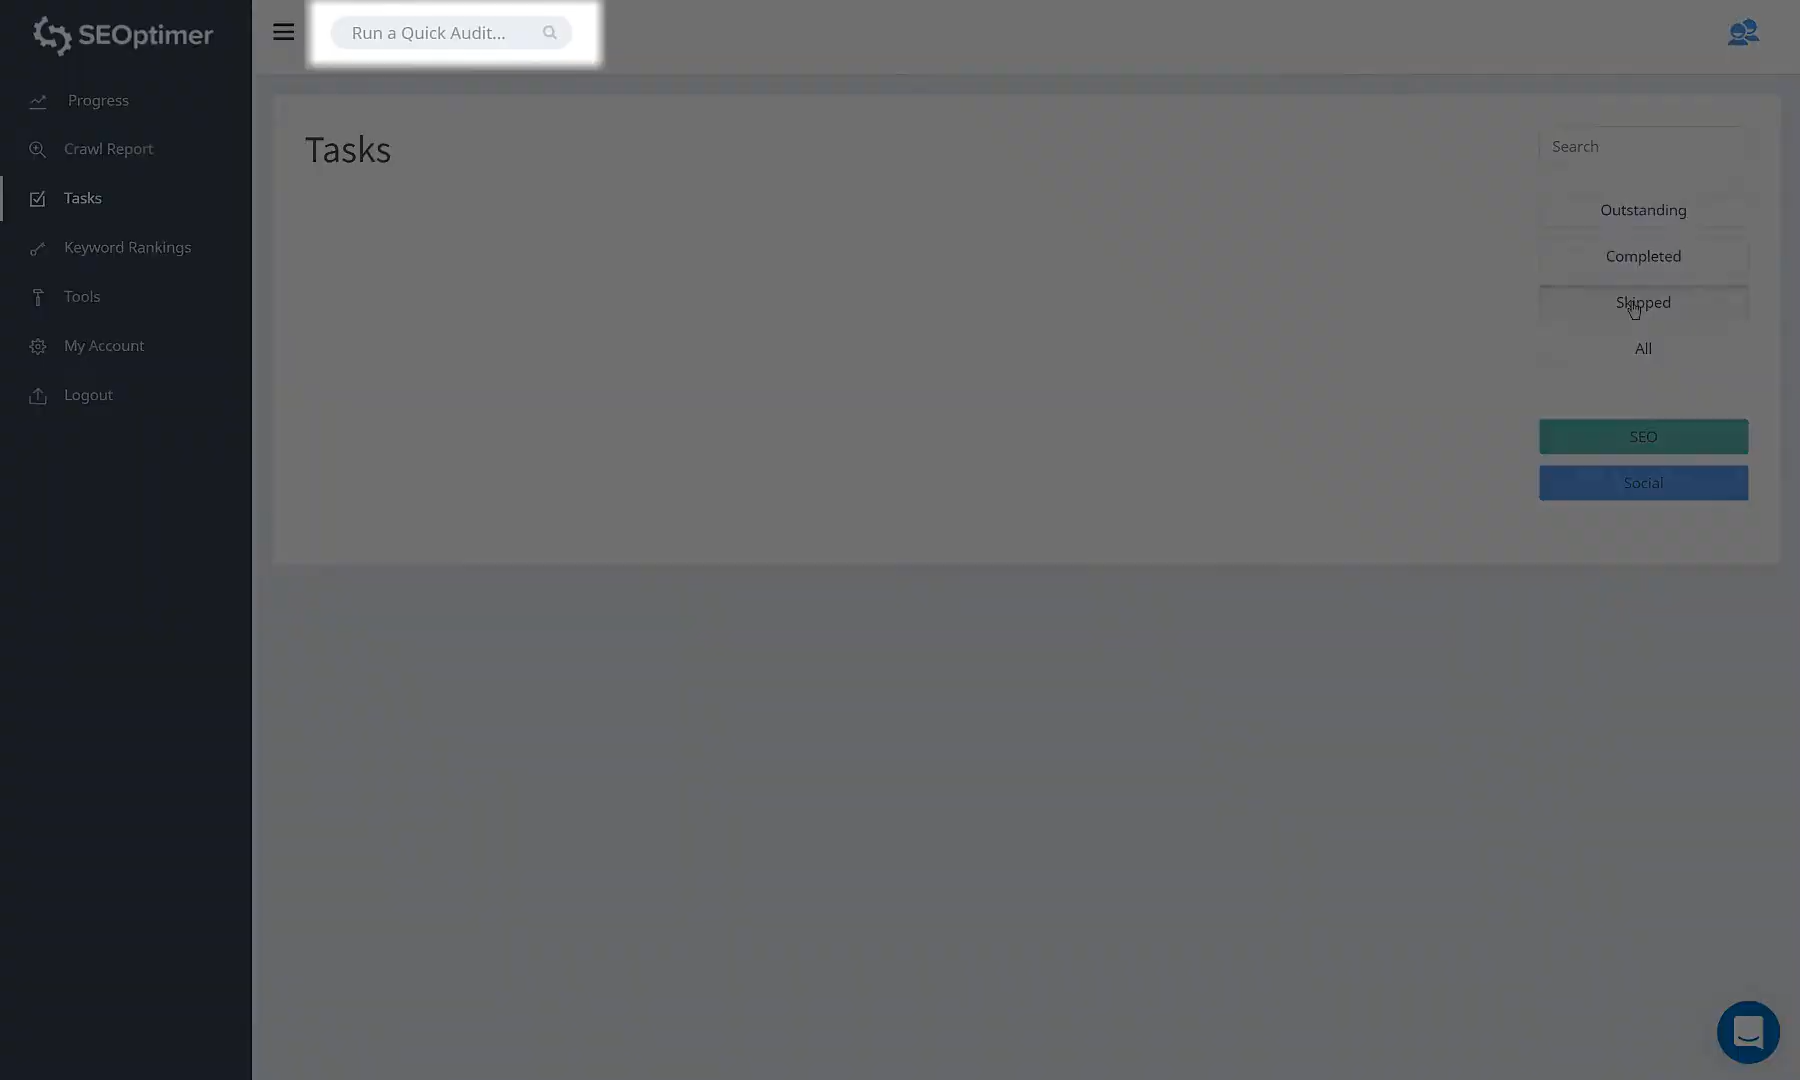 SEOptimer
Run a Quick Audit...
Progress
Crawl Report
Tasks
Keyword Rankings
Tools
My Account
Logout
Tasks
Search
Outstanding
Completed
Skipped
All
SEO
Social